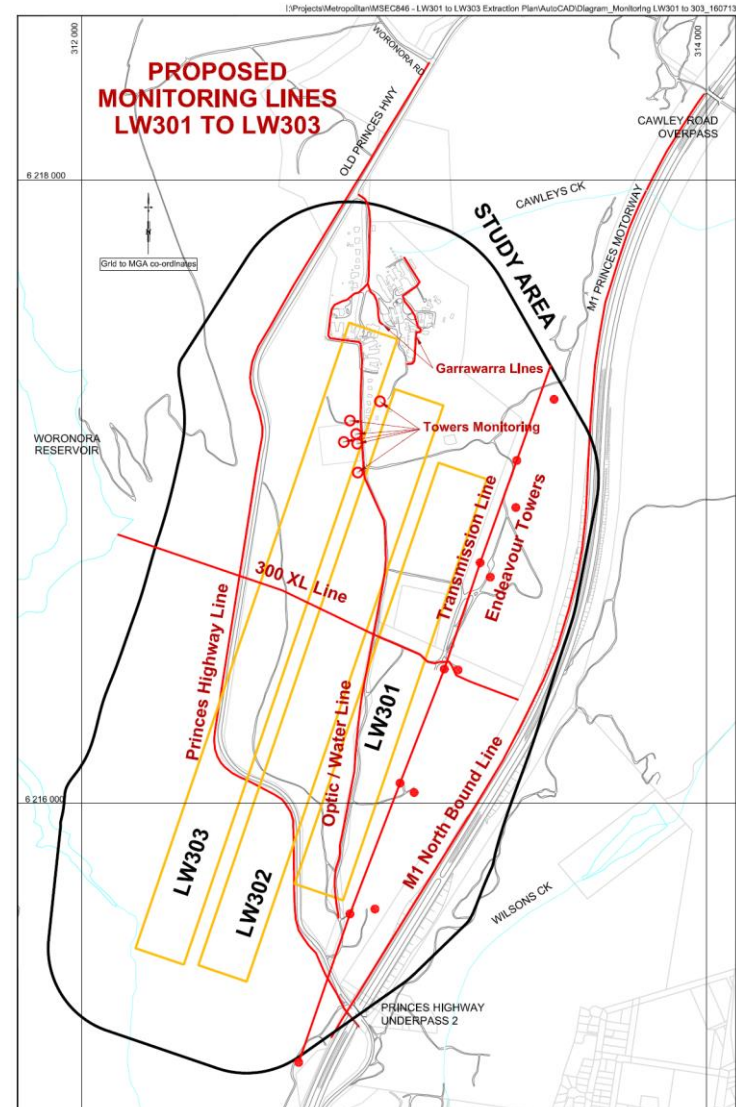 I:\Projects\Metropolitan\MSEC846 - LW301 to LW303 Extraction Plan\AutoCAD\Diagram_Monitoring LW301 to 303_160713
312 000
314 000
WORONORA RD
PROPOSED
MONITORING LINES
LW301 TO LW303
OLD PRINCES HWY
CAWLEY ROAD
OVERPASS
6 218 000
CAWLEYS CK
STUDY AREA
M1 PRINCES MOTORWAY
N
Grid to MGA co-ordinates
Garrawarra Lines
Towers Monitoring
WORONORA
RESERVOIR
Transmission Line
Endeavour Towers
300 XL Line
Princes Highway Line
Optic / Water Line
LW301
M1 North Bound Line
6 216 000
LW303
LW302
WILSONS CK
PRINCES HIGHWAY
UNDERPASS 2